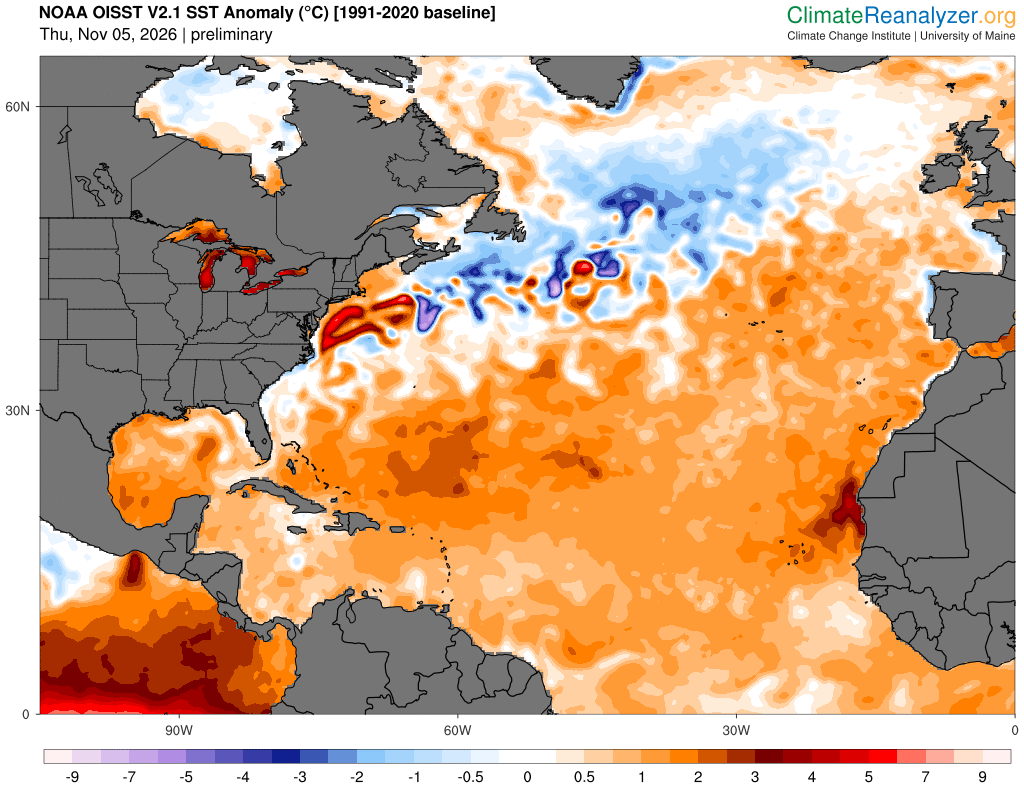 NOAA OISST V2.1 SST Anomaly (°C) [1991-2020 baseline]
Thu, Nov 05, 2026 | preliminary
ClimateReanalyzer.org
Climate Change Institute | University of Maine
60N
30N
0
90W 60W 30W 0
-9 -7 -5 -4 -3 -2 -1 -0.5 0 0.5 1 2 3 4 5 7 9